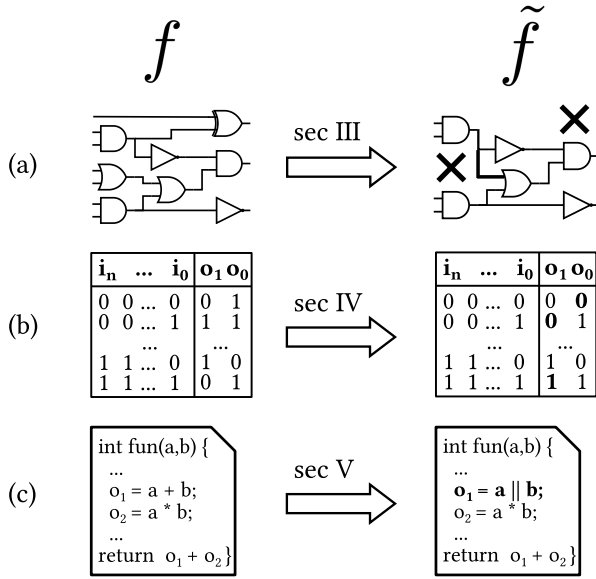 f f̃
(a) sec III
(b) sec IV
i_n ... i_0 o_1 o_0
0 0 ... 0 0 1
0 0 ... 1 1 1
... ...
1 1 ... 0 1 0
1 1 ... 1 0 1
i_n ... i_0 o_1 o_0
0 0 ... 0 0 0
0 0 ... 1 0 1
... ...
1 1 ... 0 1 0
1 1 ... 1 1 1
(c) sec V
int fun(a,b) {
...
o_1 = a + b;
o_2 = a * b;
...
return o_1 + o_2}
int fun(a,b) {
...
o_1 = a || b;
o_2 = a * b;
...
return o_1 + o_2}